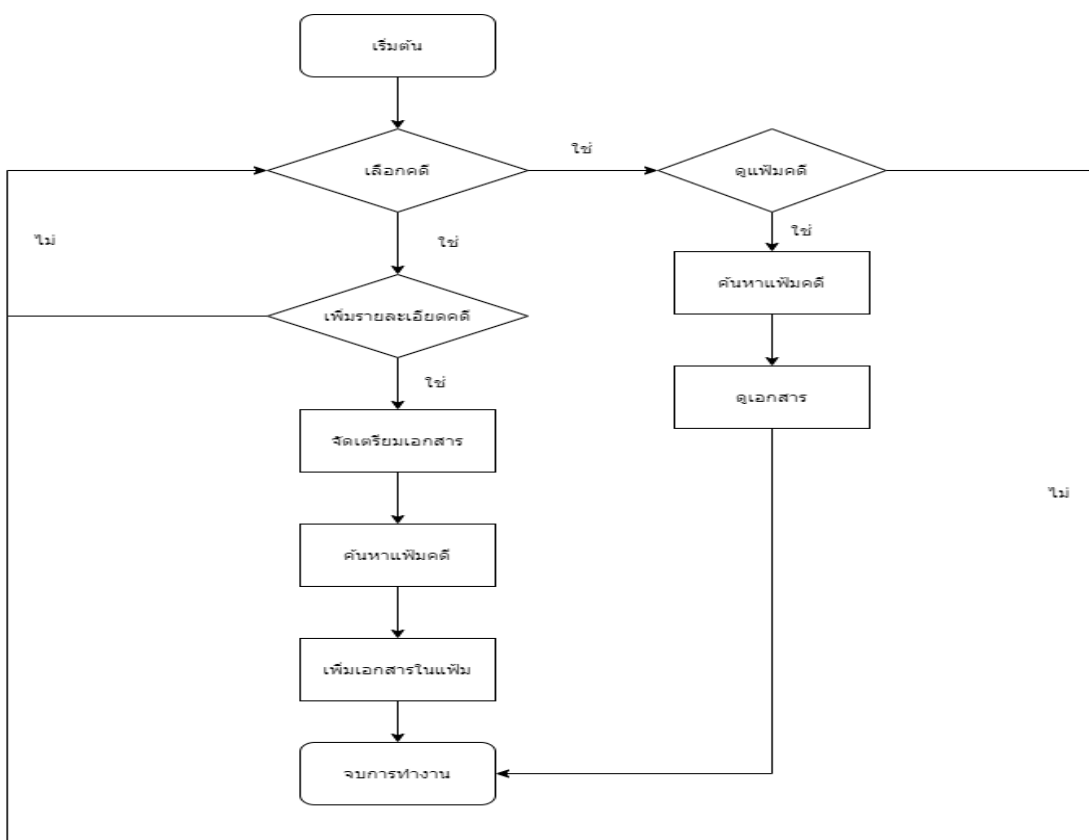 เริ่มต้น
เลือกคดี
ใช่
ดูแฟ้มคดี
ไม่
ใช่
ใช่
ค้นหาแฟ้มคดี
เพิ่มรายละเอียดคดี
ใช่
ดูเอกสาร
จัดเตรียมเอกสาร
ไม่
ค้นหาแฟ้มคดี
เพิ่มเอกสารในแฟ้ม
จบการทำงาน